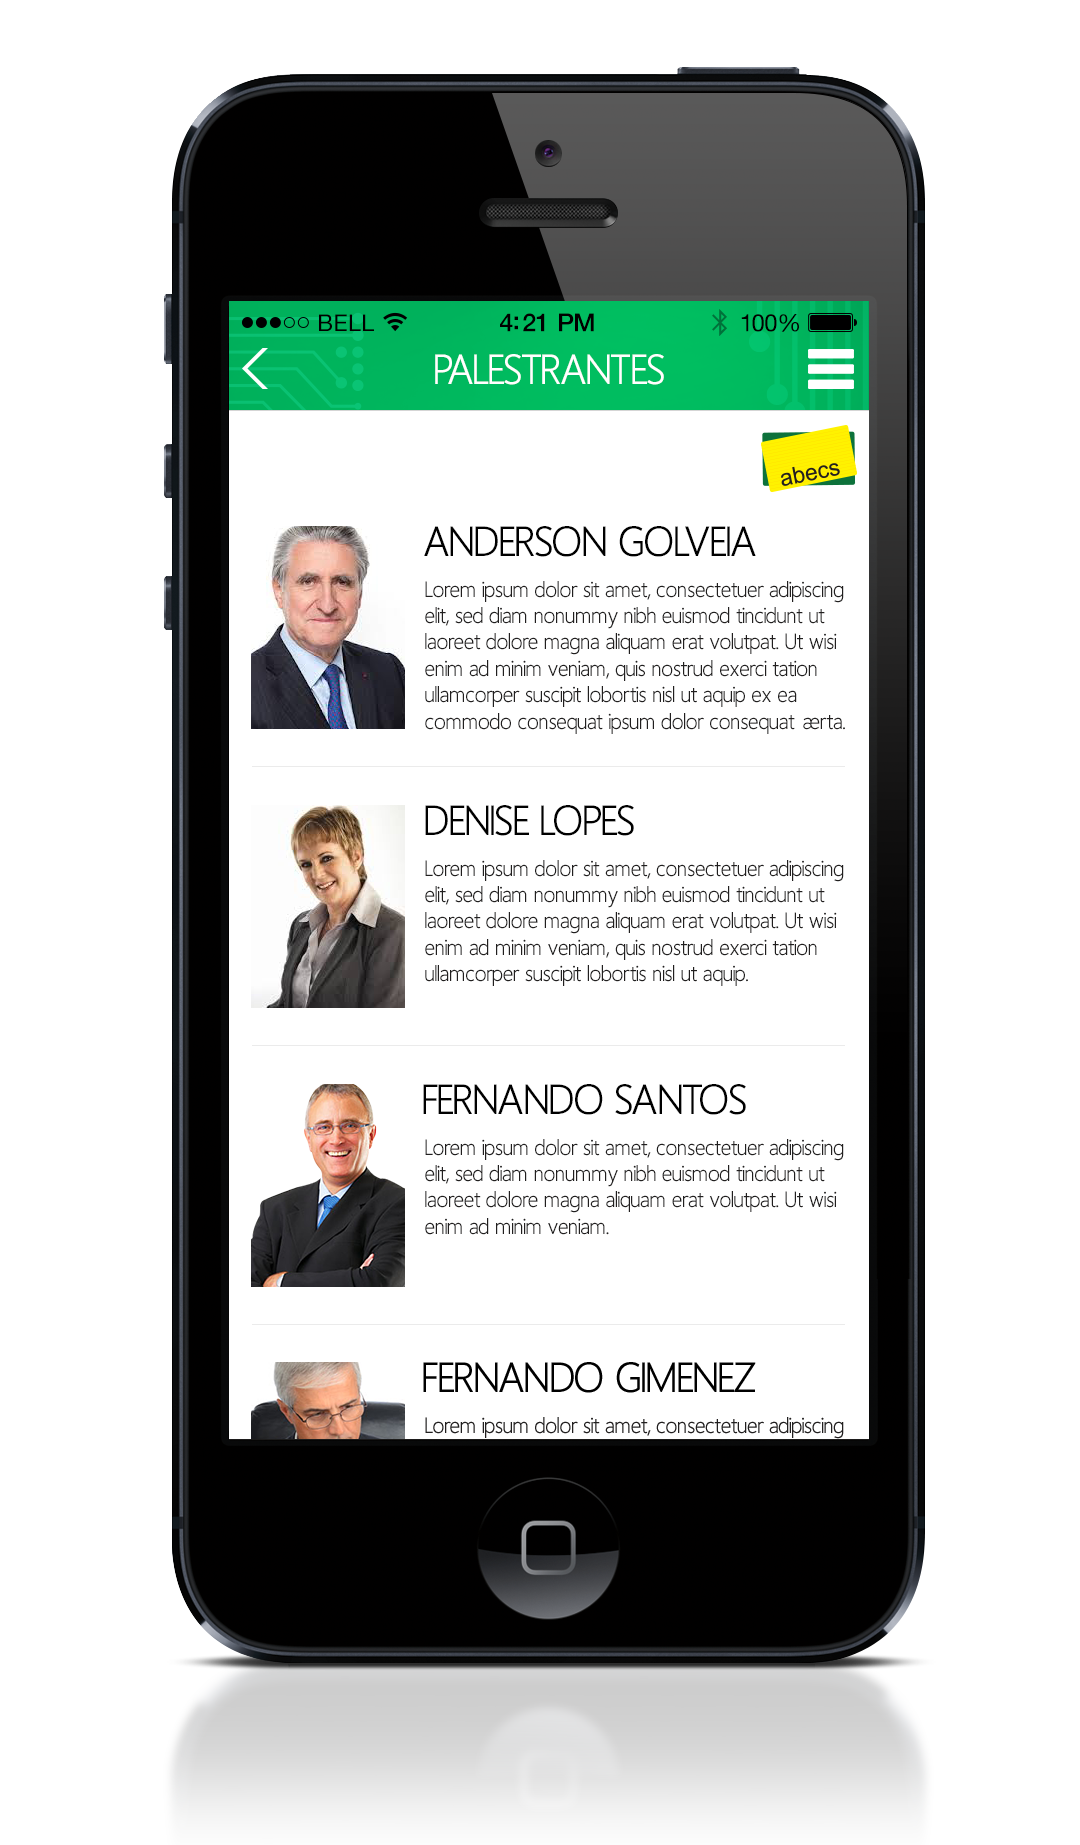 BELL 4:21 PM 100%
PALESTRANTES
abecs
ANDERSON GOLVEIA
Lorem ipsum dolor sit amet, consectetuer adipiscing
elit, sed diam nonummy nibh euismod tincidunt ut
laoreet dolore magna aliquam erat volutpat. Ut wisi
enim ad minim veniam, quis nostrud exerci tation
ullamcorper suscipit lobortis nisl ut aquip ex ea
commodo consequat ipsum dolor consequat ærta.
DENISE LOPES
Lorem ipsum dolor sit amet, consectetuer adipiscing
elit, sed diam nonummy nibh euismod tincidunt ut
laoreet dolore magna aliquam erat volutpat. Ut wisi
enim ad minim veniam, quis nostrud exerci tation
ullamcorper suscipit lobortis nisl ut aquip.
FERNANDO SANTOS
Lorem ipsum dolor sit amet, consectetuer adipiscing
elit, sed diam nonummy nibh euismod tincidunt ut
laoreet dolore magna aliquam erat volutpat. Ut wisi
enim ad minim veniam.
FERNANDO GIMENEZ
Lorem ipsum dolor sit amet, consectetuer adipiscing